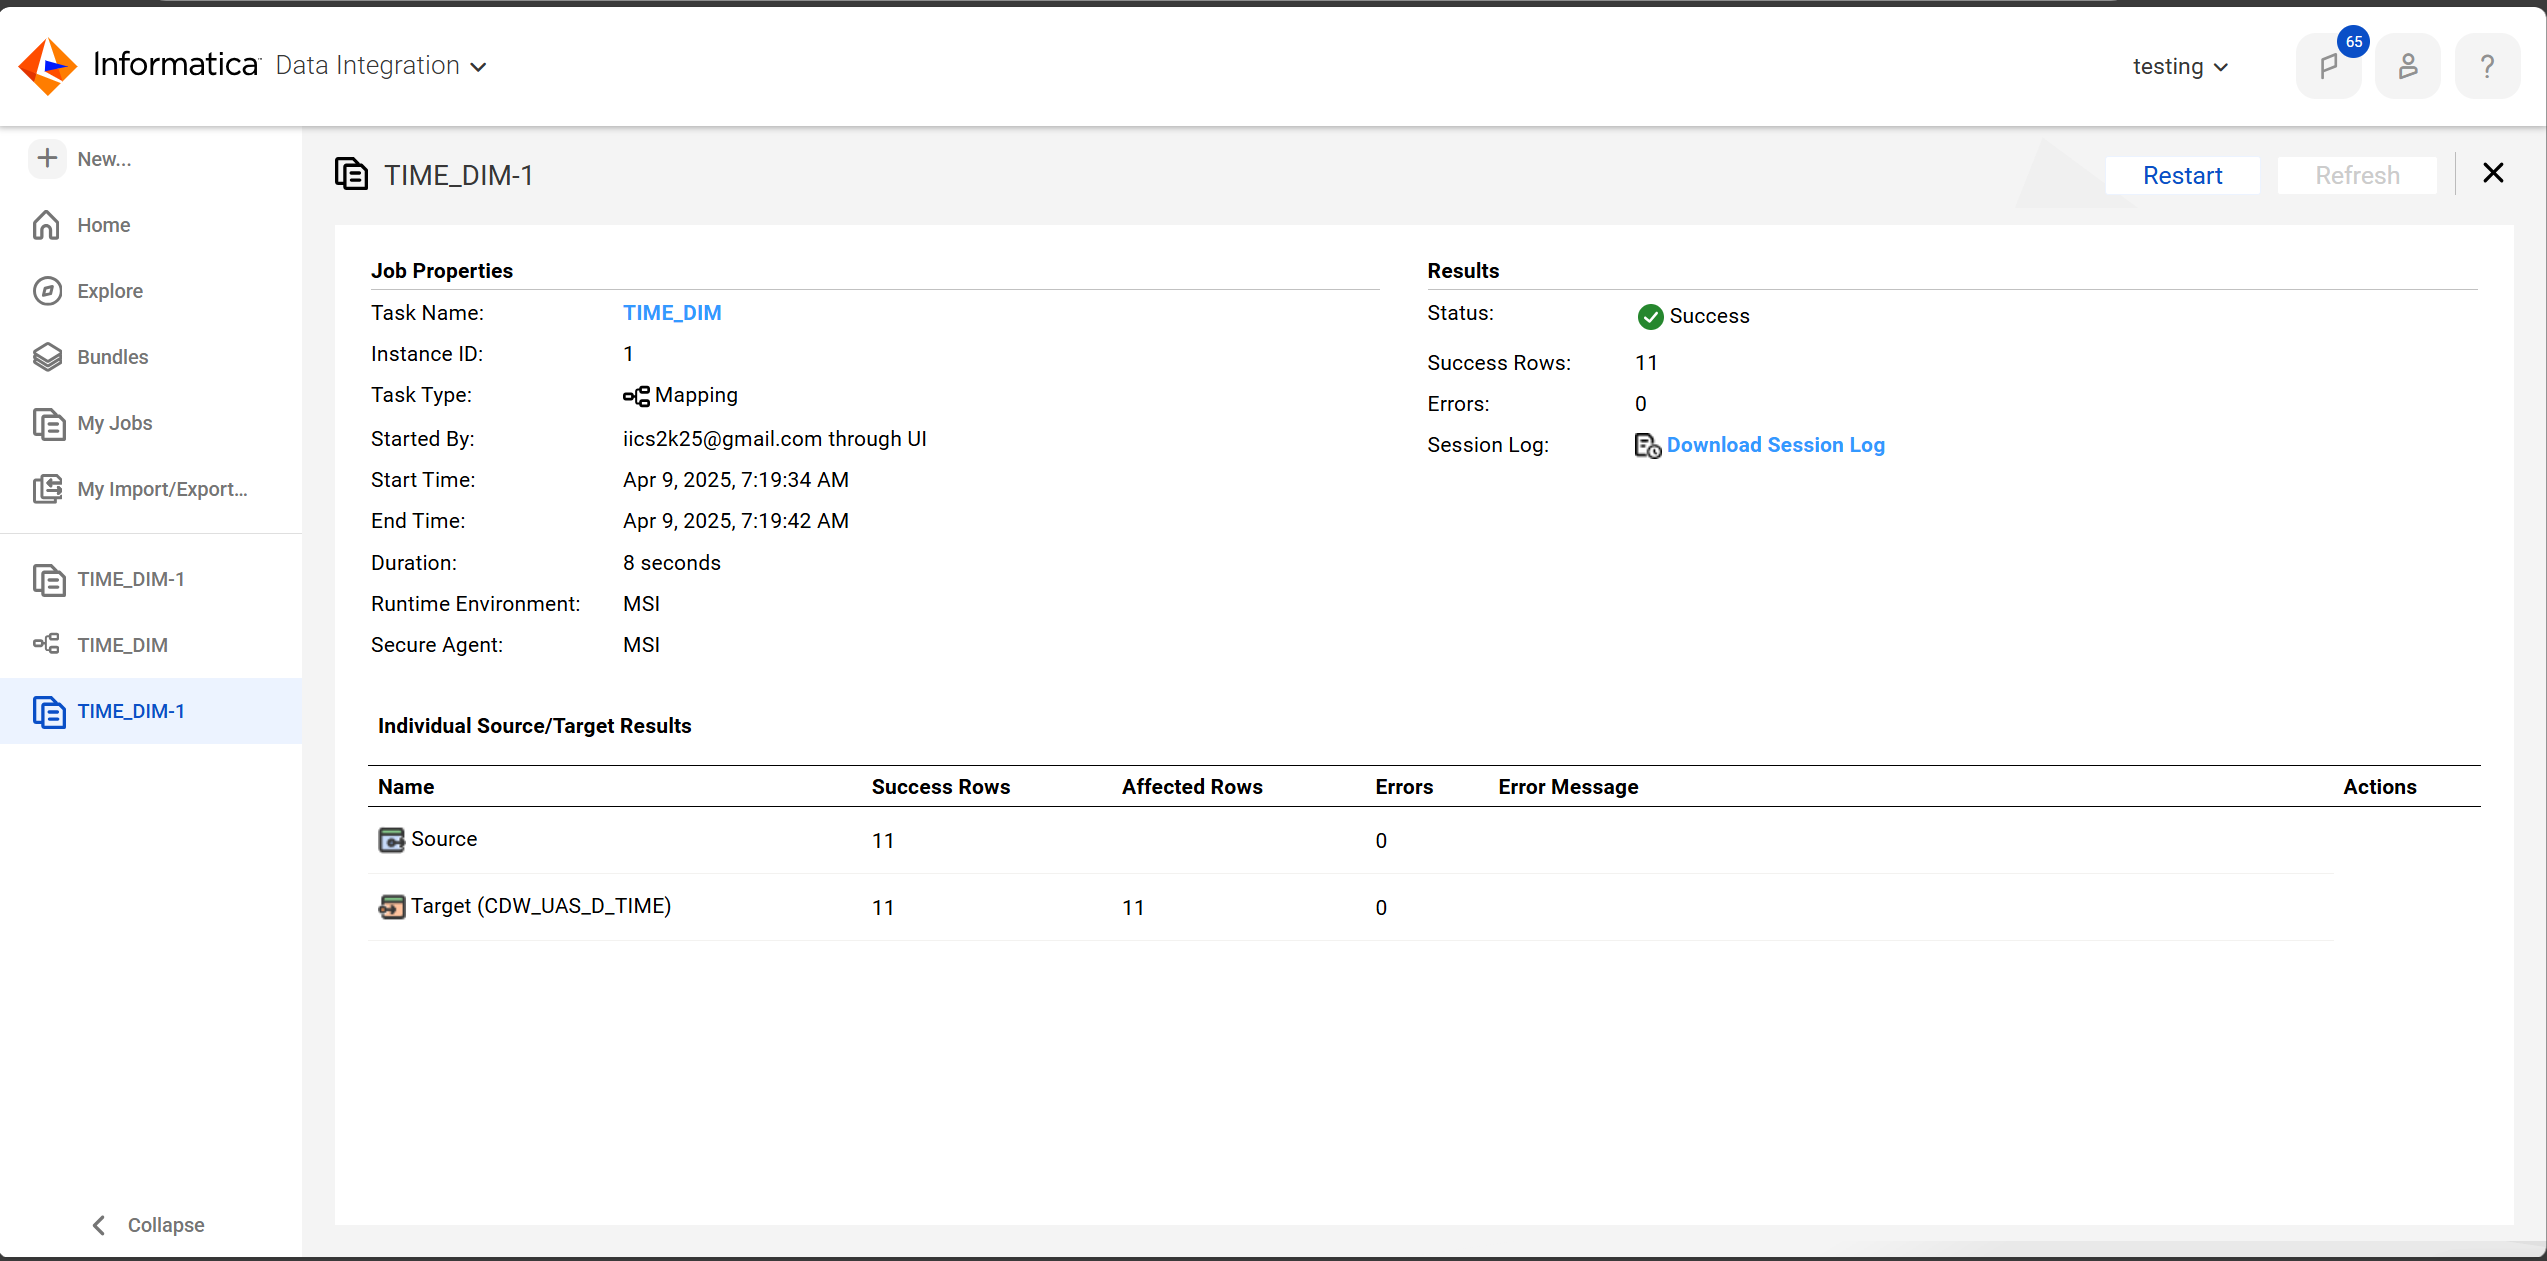 Informatica Data Integration
testing
65
?
New...
Home
Explore
Bundles
My Jobs
My Import/Export...
TIME_DIM-1
TIME_DIM
TIME_DIM-1
Collapse
TIME_DIM-1
Restart
Refresh
Job Properties
Task Name: TIME_DIM
Instance ID: 1
Task Type: Mapping
Started By: iics2k25@gmail.com through UI
Start Time: Apr 9, 2025, 7:19:34 AM
End Time: Apr 9, 2025, 7:19:42 AM
Duration: 8 seconds
Runtime Environment: MSI
Secure Agent: MSI
Results
Status: Success
Success Rows: 11
Errors: 0
Session Log: Download Session Log
Individual Source/Target Results
Name Success Rows Affected Rows Errors Error Message Actions
Source 11 0
Target (CDW_UAS_D_TIME) 11 11 0